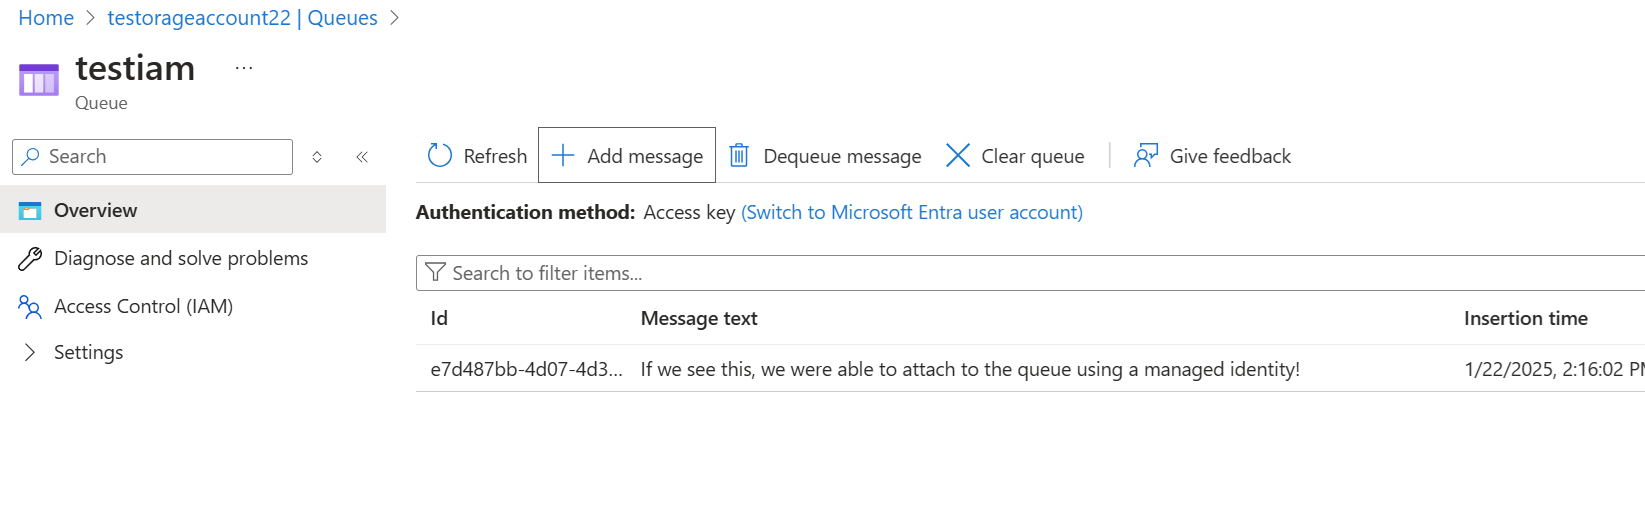 Home > testorageaccount22 | Queues >
testiam ...
Queue
Search
Refresh Add message Dequeue message Clear queue Give feedback
Overview
Diagnose and solve problems
Access Control (IAM)
Settings
Authentication method: Access key (Switch to Microsoft Entra user account)
Search to filter items...
Id Message text Insertion time
e7d487bb-4d07-4d3... If we see this, we were able to attach to the queue using a managed identity! 1/22/2025, 2:16:02 PM